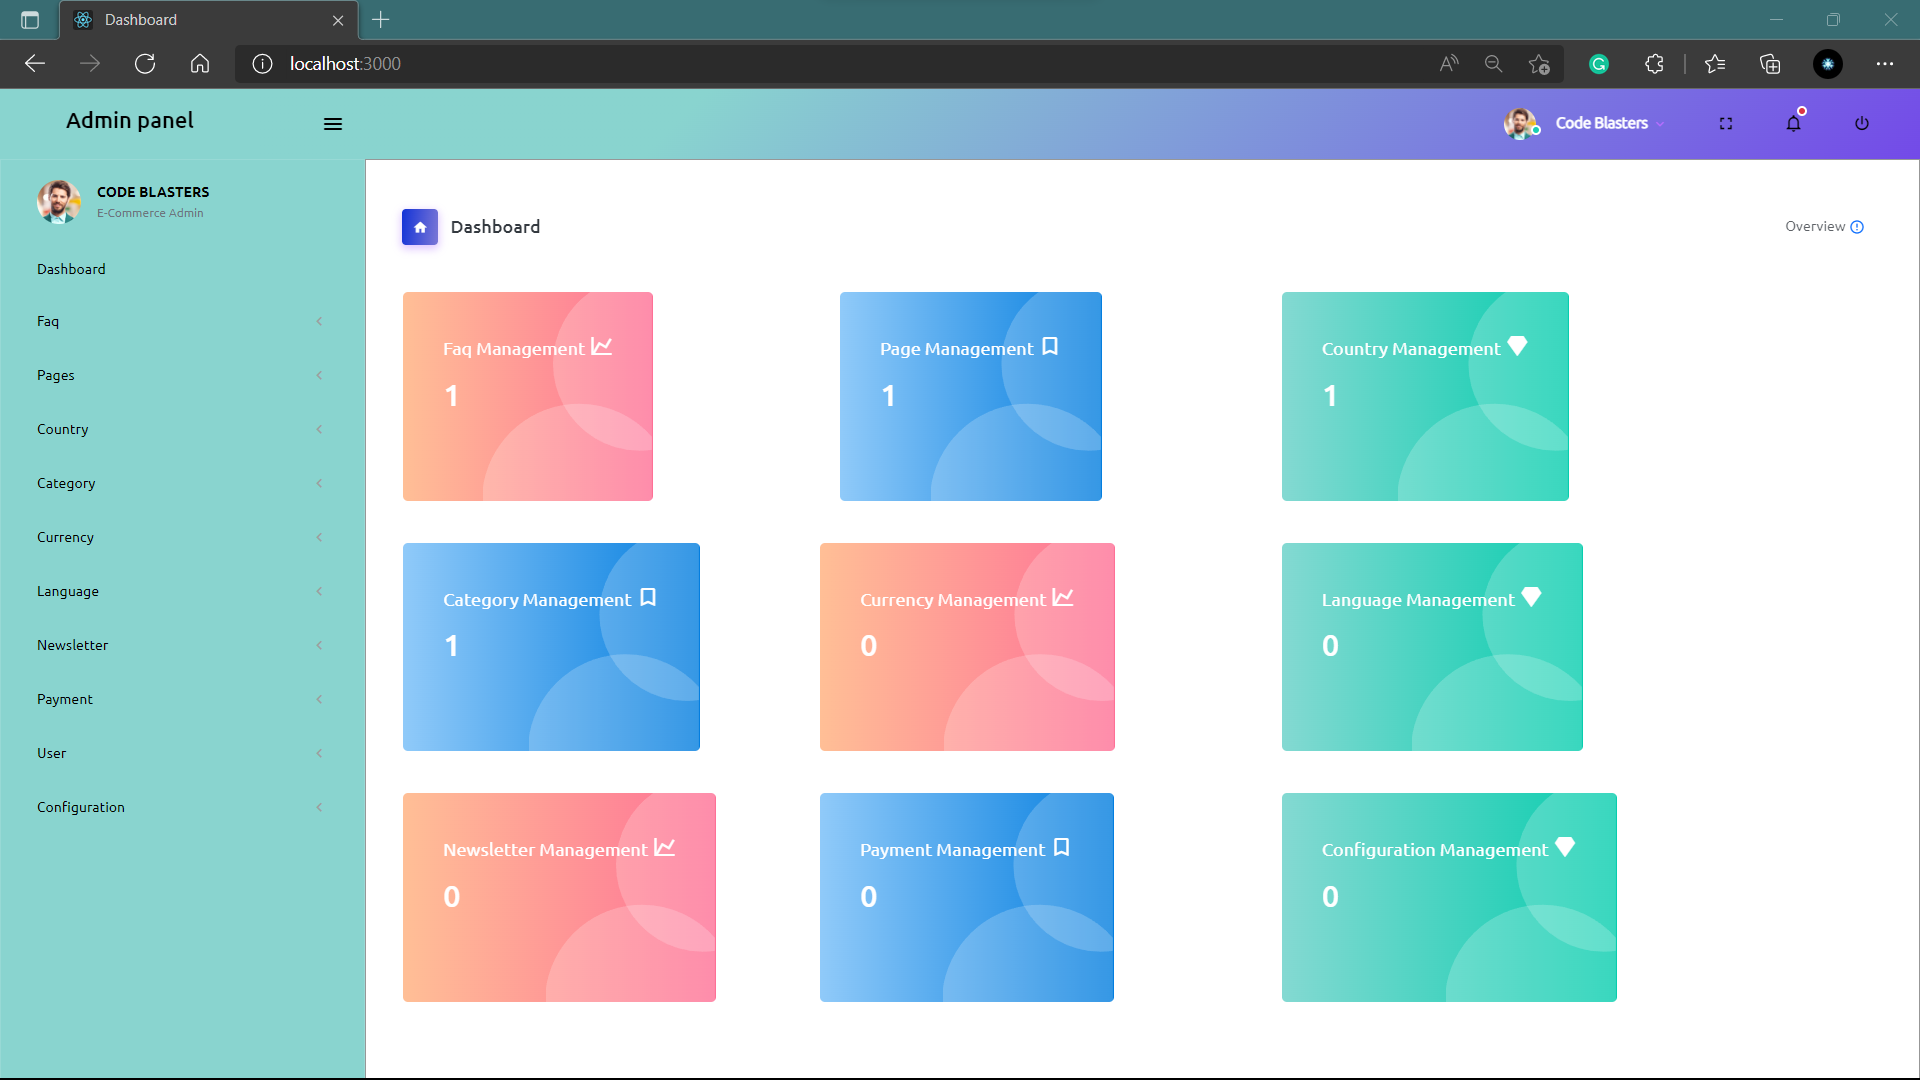 Dashboard
localhost:3000
Admin panel
Code Blasters
CODE BLASTERS
E-Commerce Admin
Dashboard
Faq
Pages
Country
Category
Currency
Language
Newsletter
Payment
User
Configuration
Dashboard
Overview
Faq Management
1
Page Management
1
Country Management
1
Category Management
1
Currency Management
0
Language Management
0
Newsletter Management
0
Payment Management
0
Configuration Management
0